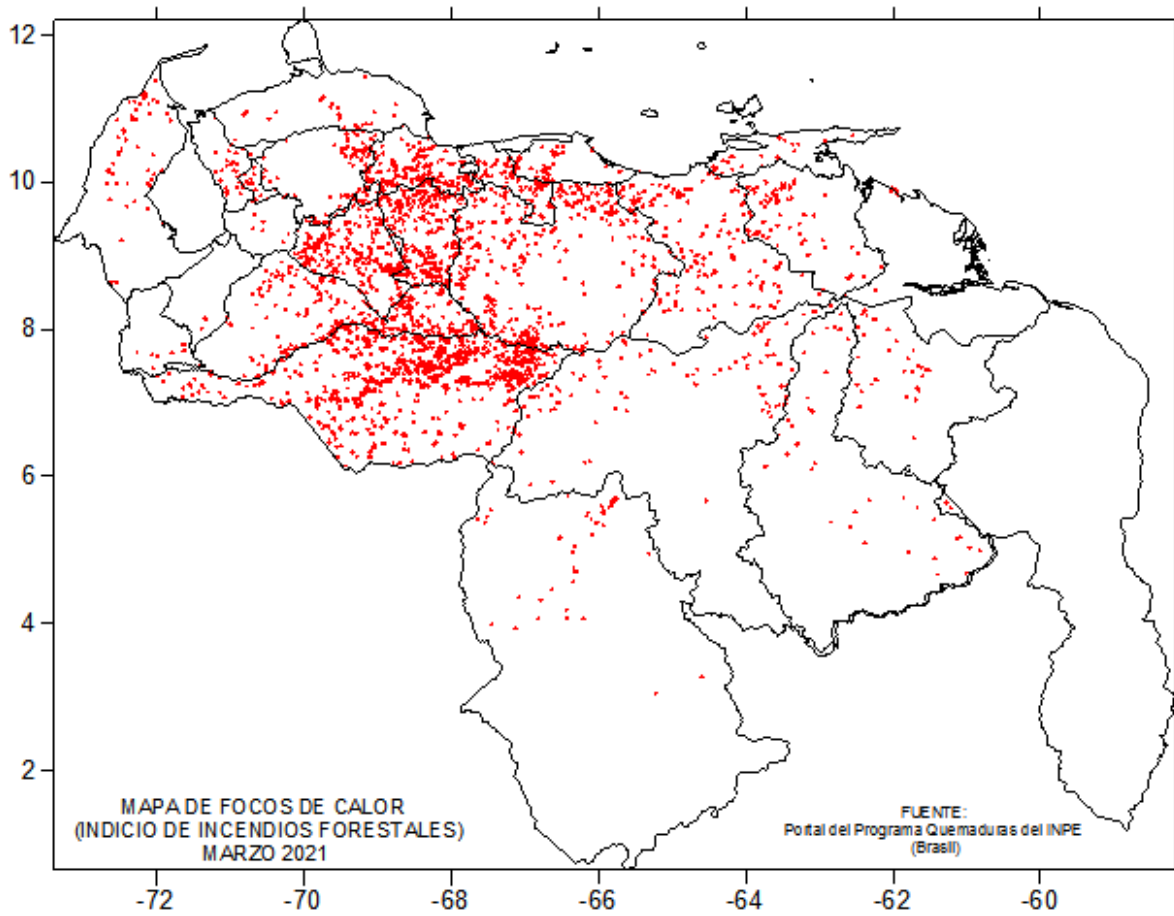 12
10
8
6
4
2
MAPA DE FOCOS DE CALOR
(INDICIO DE INCENDIOS FORESTALES)
MARZO 2021
FUENTE:
Portal del Programa Quemaduras del INPE
(Brasil)
-72
-70
-68
-66
-64
-62
-60